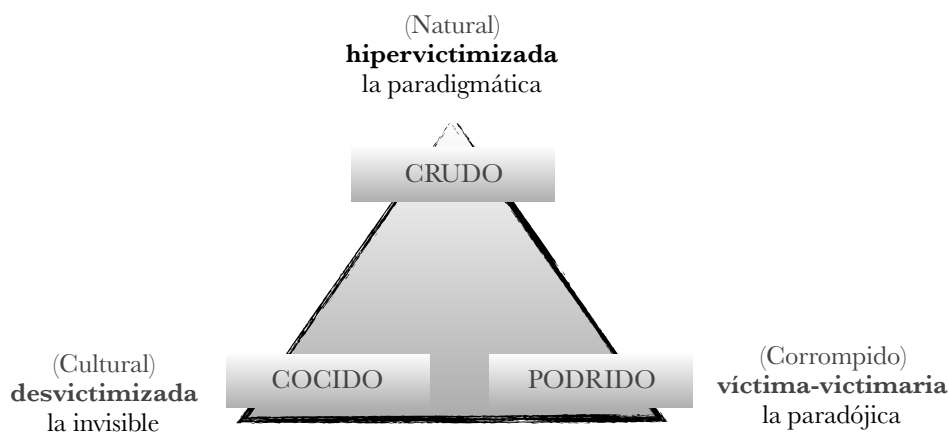 (Natural)
hipervictimizada
la paradigmática
CRUDO
(Cultural)
desvictimizada
la invisible
COCIDO
PODRIDO
(Corrompido)
víctima-victimaria
la paradójica